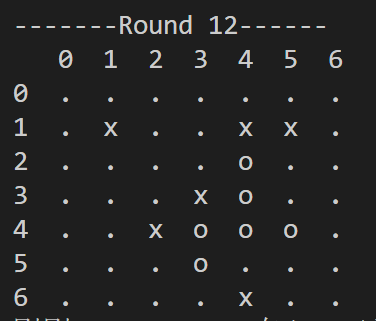 -------Round 12------
0 1 2 3 4 5 6
0 . . . . . . .
1 . x . . x x .
2 . . . . o . .
3 . . . x o . .
4 . . x o o o .
5 . . . o . . .
6 . . . . x . .